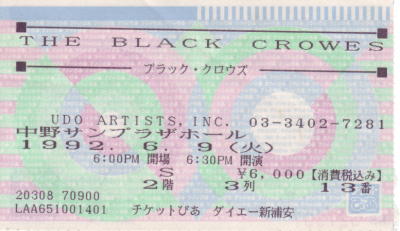 THE BLACK CROWES
ブラック・クロウズ
UDO ARTISTS, INC. 03-3402-7281
中野サンプラザホール
1992. 6. 9 (火)
6:00PM 開場 6:30PM 開演
S ¥6,000【消費税込み】
2階 3列 13番
20308 70900
LAA651001401 チケットぴあ ダイエー新浦安